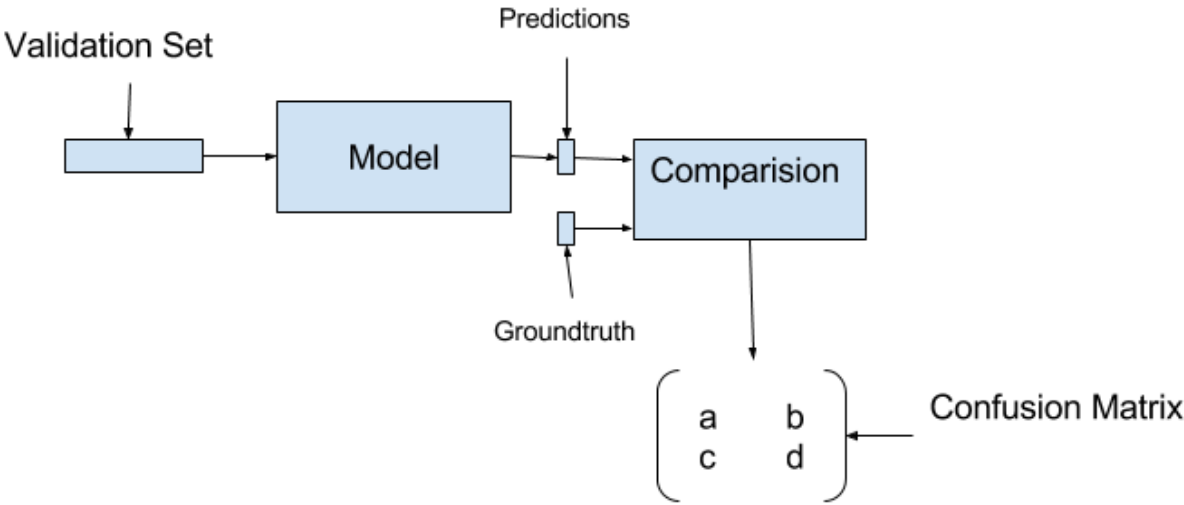 Predictions
Validation Set
Model
Comparision
Groundtruth
a b
c d
Confusion Matrix